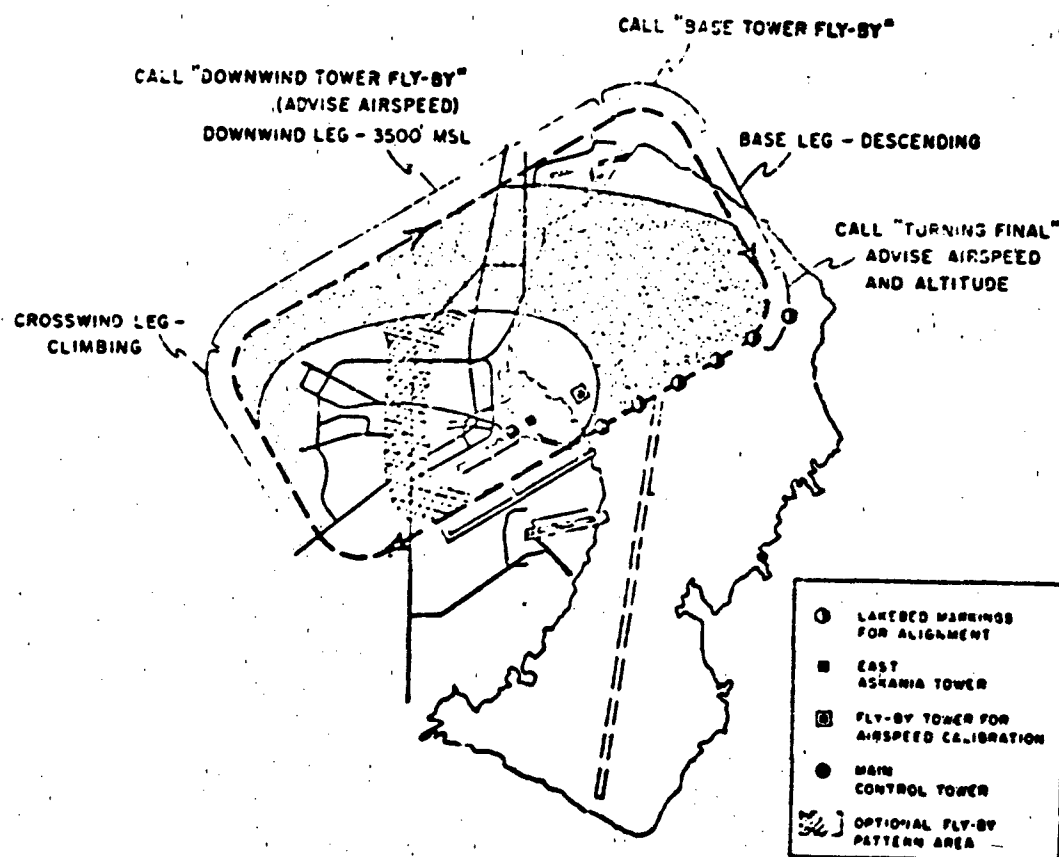 CALL "BASE TOWER FLY-BY"
CALL "DOWNWIND TOWER FLY-BY"
(ADVISE AIRSPEED)
DOWNWIND LEG - 3500' MSL
BASE LEG - DESCENDING
CALL "TURNING FINAL"
ADVISE AIRSPEED
AND ALTITUDE
CROSSWIND LEG -
CLIMBING
LAKEBED MARKINGS
FOR ALIGNMENT
EAST
ASKANIA TOWER
FLY-BY TOWER FOR
AIRSPEED CALIBRATION
MAIN
CONTROL TOWER
OPTIONAL FLY-BY
PATTERN AREA